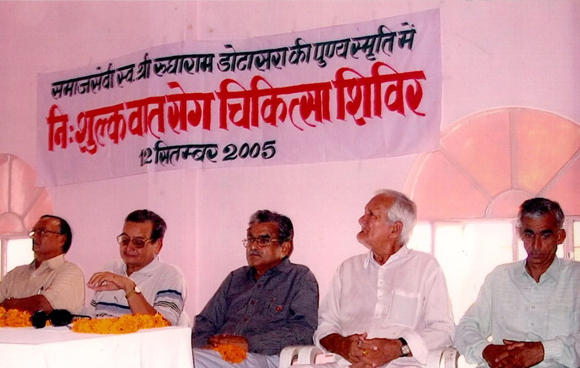 समाजसेवी स्व. श्री रुघाराम डोटासरा की पुण्य स्मृति में
निःशुल्क वात रोग चिकित्सा शिविर
12 सितम्बर 2005